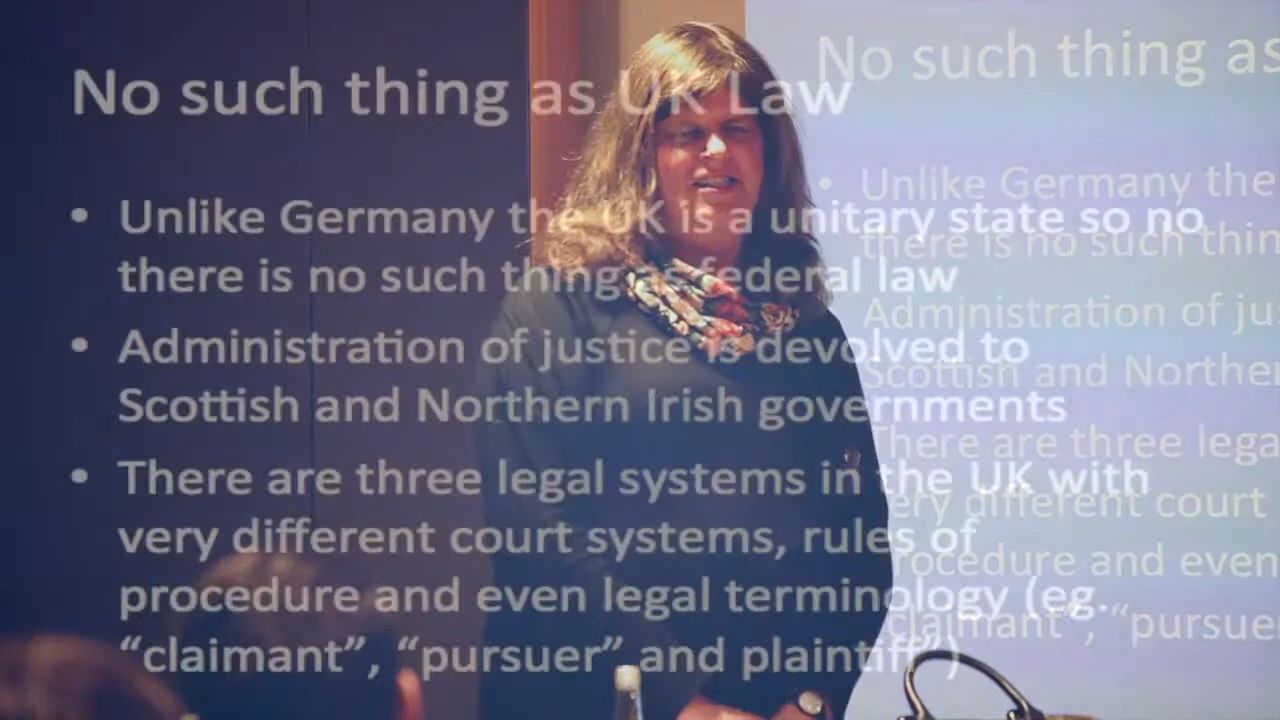 No such thing as UK Law
• Unlike Germany the UK is a unitary state so no
there is no such thing as federal law
• Administration of justice is devolved to
Scottish and Northern Irish governments
• There are three legal systems in the UK with
very different court systems, rules of
procedure and even legal terminology (eg.
“claimant”, “pursuer” and plaintiff”)
No such thing as
• Unlike Germany the
there is no such thin
Administration of ju
Scottish and Norther
There are three lega
ery different court
rocedure and even
claimant”, “pursue